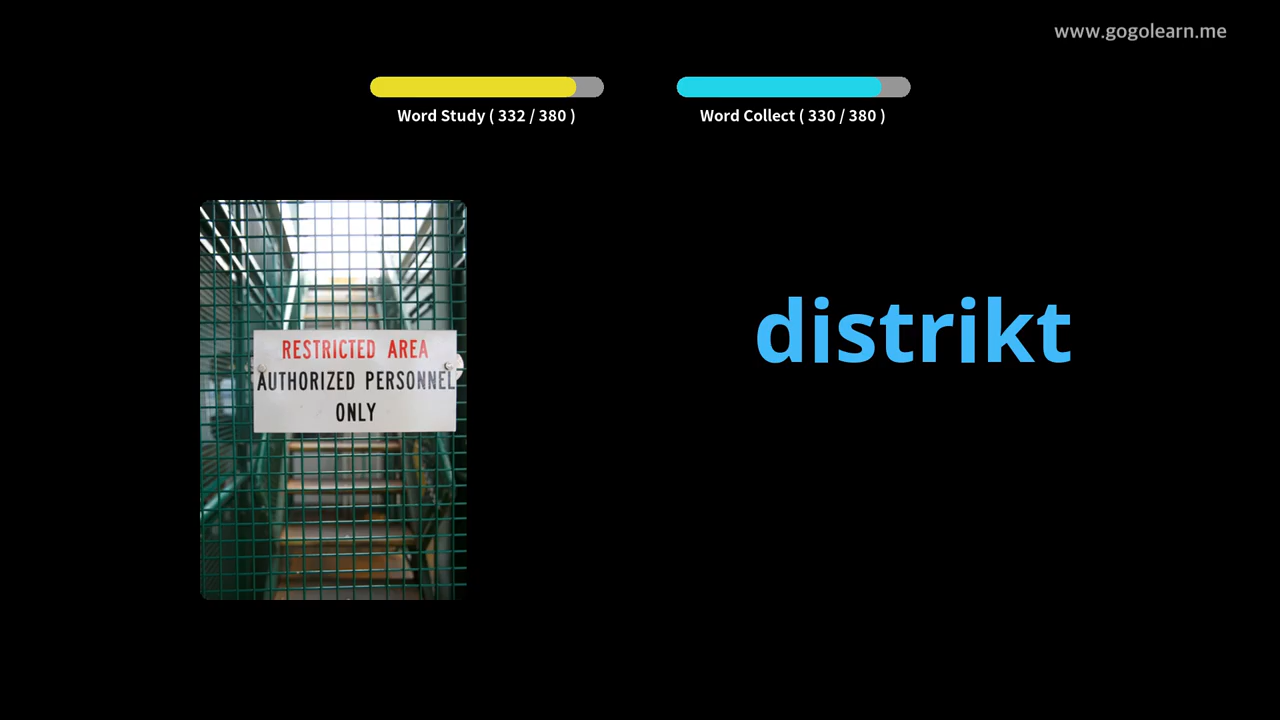 www.gogolearn.me
Word Study ( 332 / 380 )
Word Collect ( 330 / 380 )
RESTRICTED AREA
AUTHORIZED PERSONNEL
ONLY
distrikt